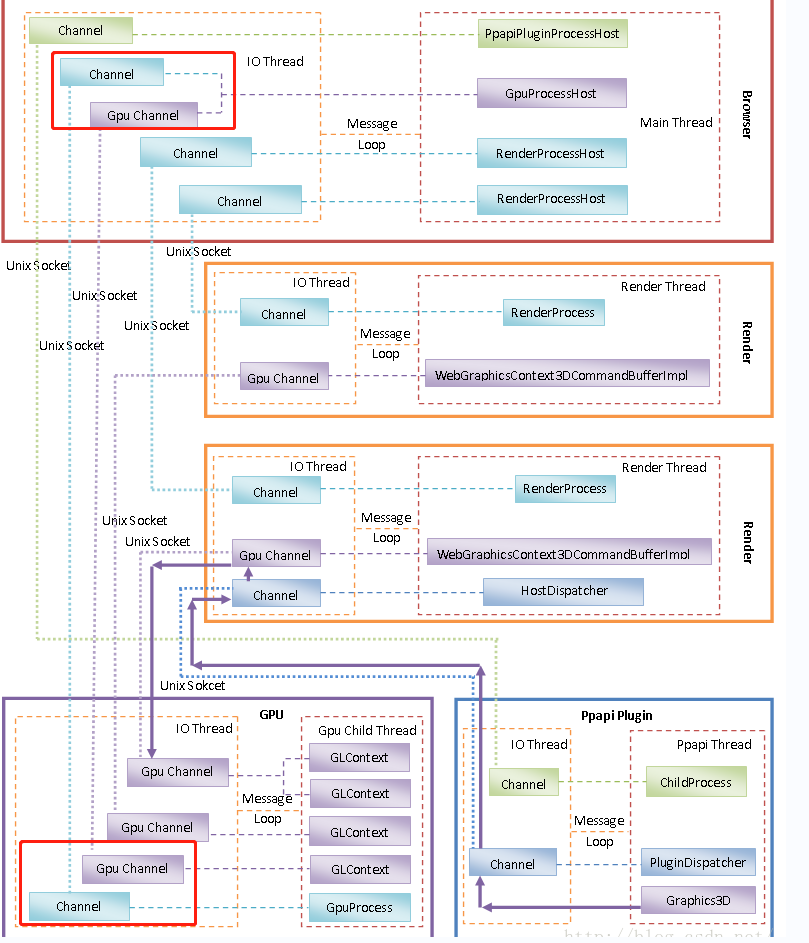 Channel
PpapiPluginProcessHost
IO Thread
Channel
GpuProcessHost
Gpu Channel
Browser
Message
Loop
Main Thread
Channel
RenderProcessHost
Channel
RenderProcessHost
Unix Socket
Unix Socket
Unix Socket
Unix Socket
Unix Socket
IO Thread
Render Thread
Channel
RenderProcess
Message
Loop
Render
Gpu Channel
WebGraphicsContext3DCommandBufferImpl
IO Thread
Render Thread
Channel
RenderProcess
Message
Loop
Render
Unix Socket
Unix Socket
Gpu Channel
WebGraphicsContext3DCommandBufferImpl
Channel
HostDispatcher
Unix Sokcet
GPU
IO Thread
Gpu Child Thread
Gpu Channel
GLContext
GLContext
Message
Loop
Gpu Channel
GLContext
Gpu Channel
GLContext
Channel
GpuProcess
Ppapi Plugin
IO Thread
Ppapi Thread
Channel
ChildProcess
Message
Loop
Channel
PluginDispatcher
Graphics3D